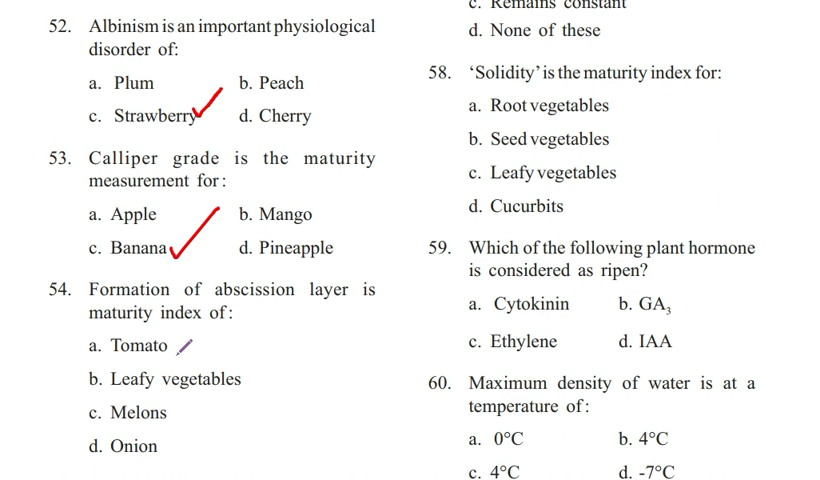 52. Albinism is an important physiological
disorder of:
a. Plum b. Peach
c. Strawberry d. Cherry
53. Calliper grade is the maturity
measurement for:
a. Apple b. Mango
c. Banana d. Pineapple
54. Formation of abscission layer is
maturity index of:
a. Tomato
b. Leafy vegetables
c. Melons
d. Onion
c. Remains constant
d. None of these
58. ‘Solidity’ is the maturity index for:
a. Root vegetables
b. Seed vegetables
c. Leafy vegetables
d. Cucurbits
59. Which of the following plant hormone
is considered as ripen?
a. Cytokinin b. GA₃
c. Ethylene d. IAA
60. Maximum density of water is at a
temperature of:
a. 0°C b. 4°C
c. 4°C d. -7°C